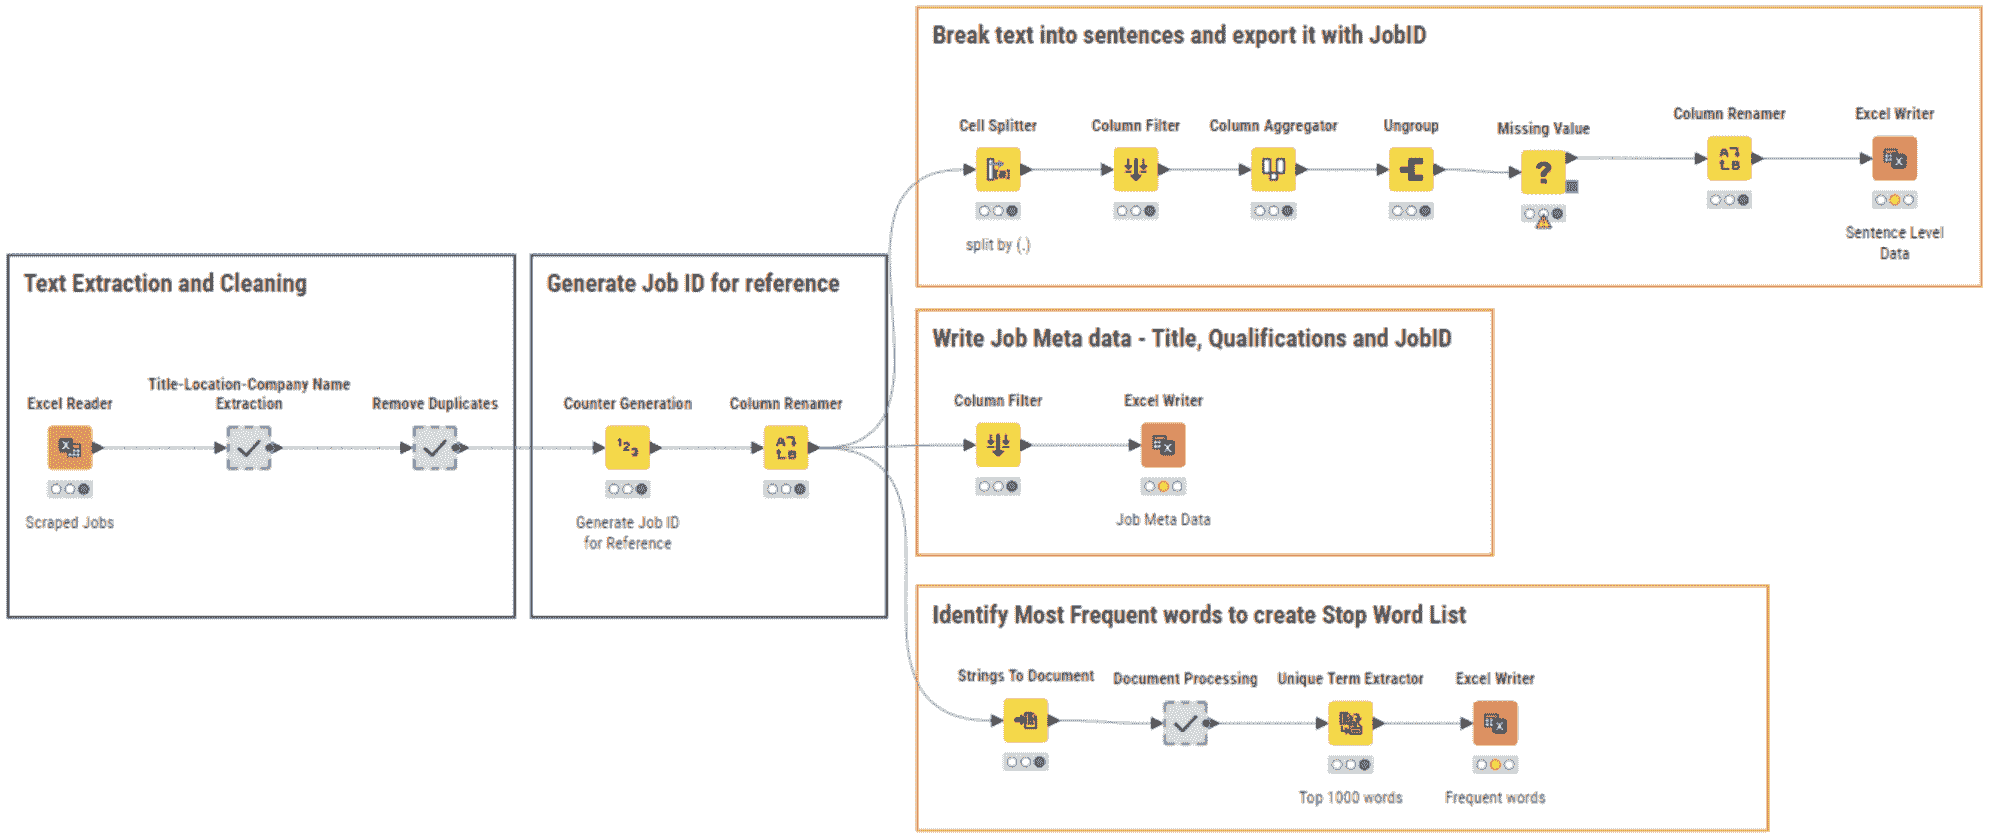 Break text into sentences and export it with JobID
Cell Splitter
Column Filter
Column Aggregator
Ungroup
Missing Value
Column Renamer
Excel Writer
split by (.)
Sentence Level
Data
Text Extraction and Cleaning
Excel Reader
Title-Location-Company Name
Extraction
Remove Duplicates
Scraped Jobs
Generate Job ID for reference
Counter Generation
Column Renamer
Generate Job ID
for Reference
Write Job Meta data - Title, Qualifications and JobID
Column Filter
Excel Writer
Job Meta Data
Identify Most Frequent words to create Stop Word List
Strings To Document
Document Processing
Unique Term Extractor
Excel Writer
Top 1000 words
Frequent words